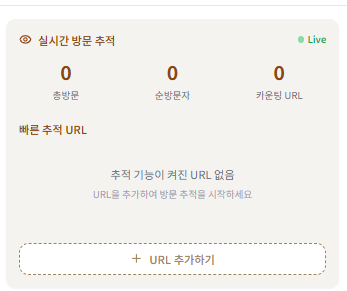 실시간 방문 추적
Live
0 0 0
총방문 순방문자 카운팅 URL
빠른 추적 URL
추적 기능이 켜진 URL 없음
URL을 추가하여 방문 추적을 시작하세요
+ URL 추가하기